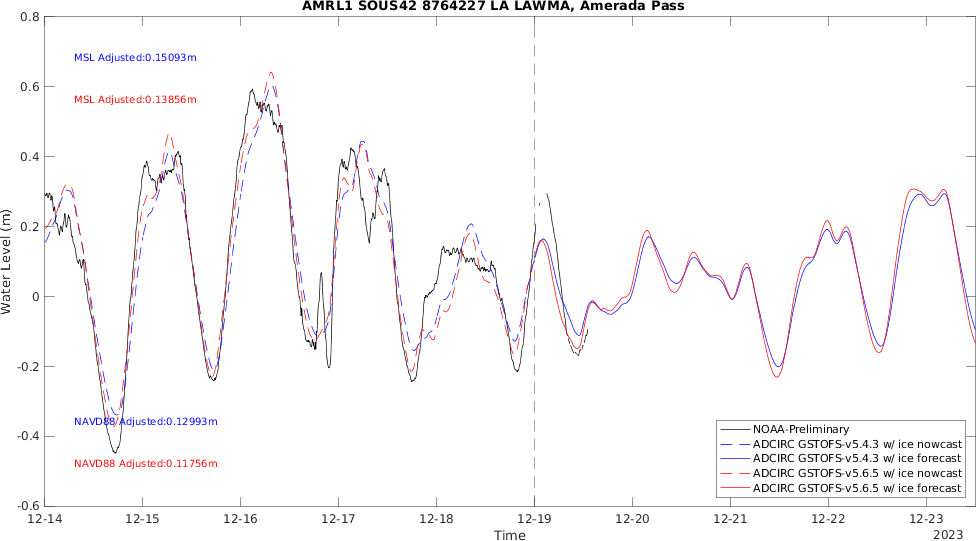 AMRL1 SOUS42 8764227 LA LAWMA, Amerada Pass
0.8
0.6
0.4
0.2
0
-0.2
-0.4
-0.6
Water Level (m)
MSL Adjusted:0.15093m
MSL Adjusted:0.13856m
NAVD88 Adjusted:0.12993m
NAVD88 Adjusted:0.11756m
NOAA-Preliminary
ADCIRC GSTOFS-v5.4.3 w/ ice nowcast
ADCIRC GSTOFS-v5.4.3 w/ ice forecast
ADCIRC GSTOFS-v5.6.5 w/ ice nowcast
ADCIRC GSTOFS-v5.6.5 w/ ice forecast
12-14 12-15 12-16 12-17 12-18 12-19 12-20 12-21 12-22 12-23
Time
2023